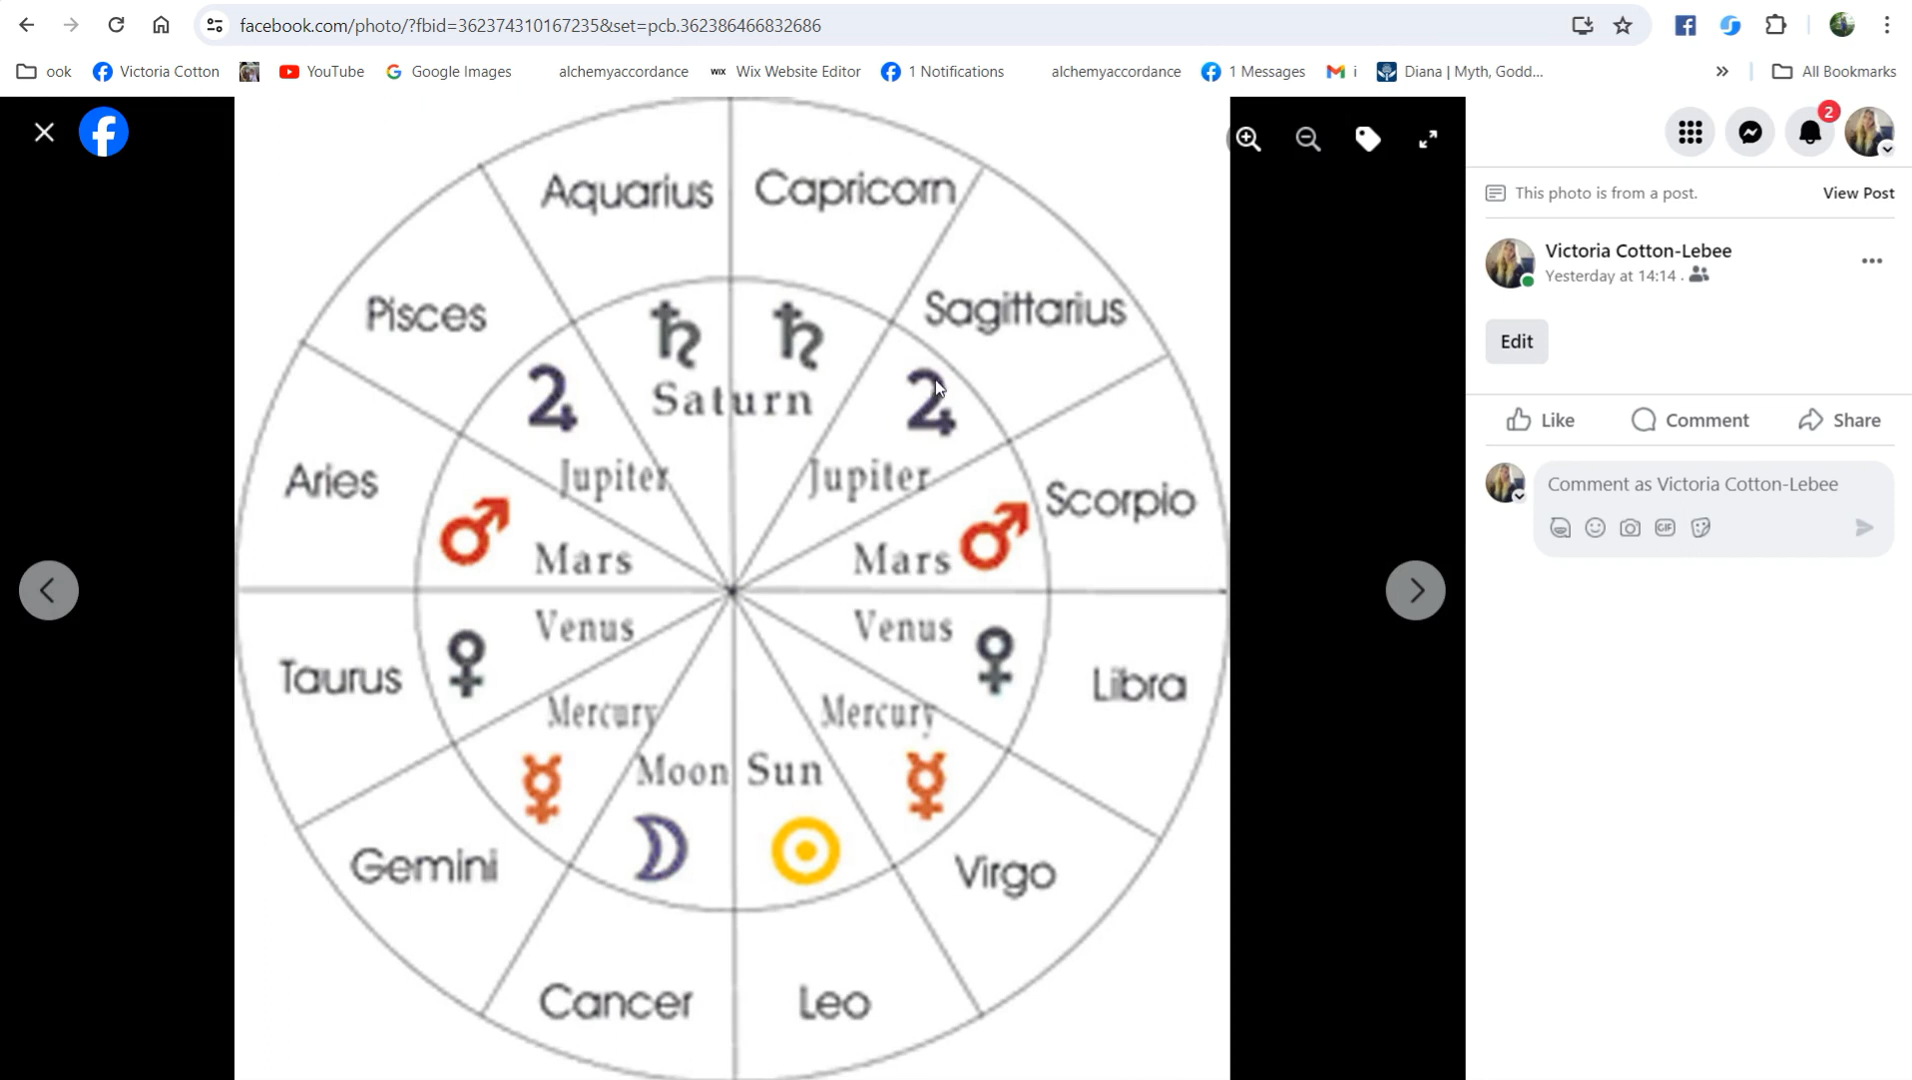 facebook.com/photo/?fbid=362374310167235&set=pcb.362386466832686
ook Victoria Cotton YouTube Google Images alchemyaccordance WIX Wix Website Editor 1 Notifications alchemyaccordance 1 Messages i Diana | Myth, Godd... All Bookmarks
2
This photo is from a post. View Post
Victoria Cotton-Lebee
Yesterday at 14:14 .
Edit
Like Comment Share
Comment as Victoria Cotton-Lebee
GIF
Aquarius Capricorn
Pisces Sagittarius
Saturn
Jupiter Jupiter
Aries Scorpio
Mars Mars
Venus Venus
Taurus Libra
Mercury Mercury
Moon Sun
Gemini Virgo
Cancer Leo